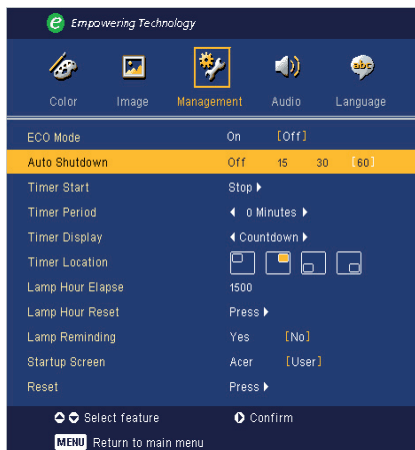 e Empowering Technology
abc
Color Image Management Audio Language
ECO Mode On [Off]
Auto Shutdown Off 15 30 [60]
Timer Start Stop
Timer Period 0 Minutes
Timer Display Countdown
Timer Location
Lamp Hour Elapse 1500
Lamp Hour Reset Press
Lamp Reminding Yes [No]
Startup Screen Acer [User]
Reset Press
Select feature Confirm
MENU Return to main menu